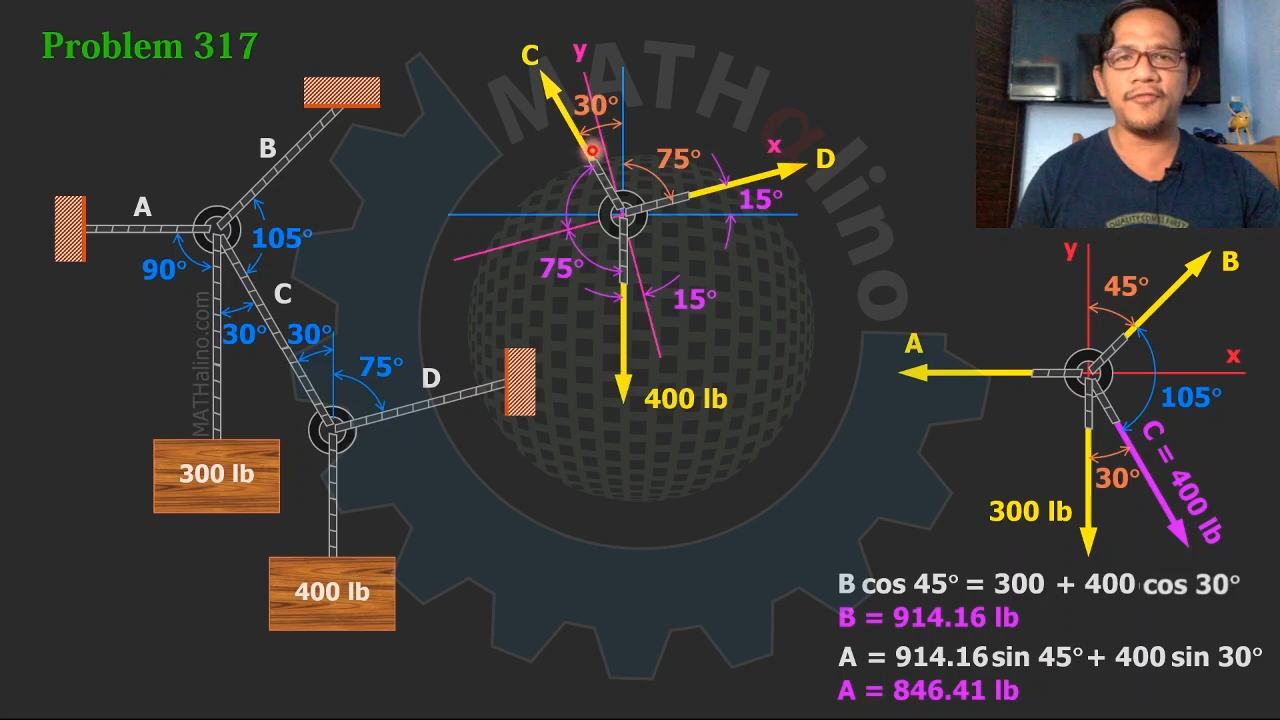 Problem 317
B
A
105°
90°
C
30°
30°
75°
D
300 lb
400 lb
MATHalino.com
MATHalino
C
y
30°
75°
x
D
15°
75°
15°
400 lb
y
B
45°
A
x
105°
C = 400 lb
30°
300 lb
B cos 45° = 300 + 400 cos 30°
B = 914.16 lb
A = 914.16 sin 45° + 400 sin 30°
A = 846.41 lb